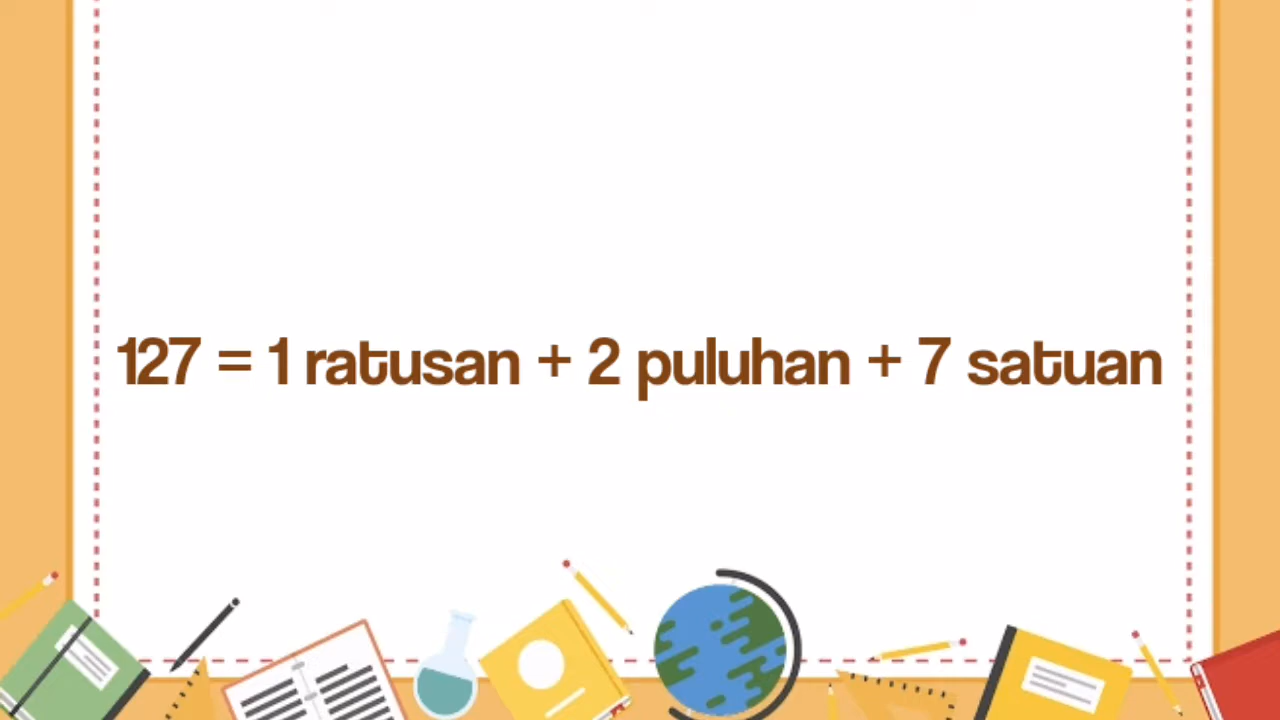 127 = 1 ratusan + 2 puluhan + 7 satuan